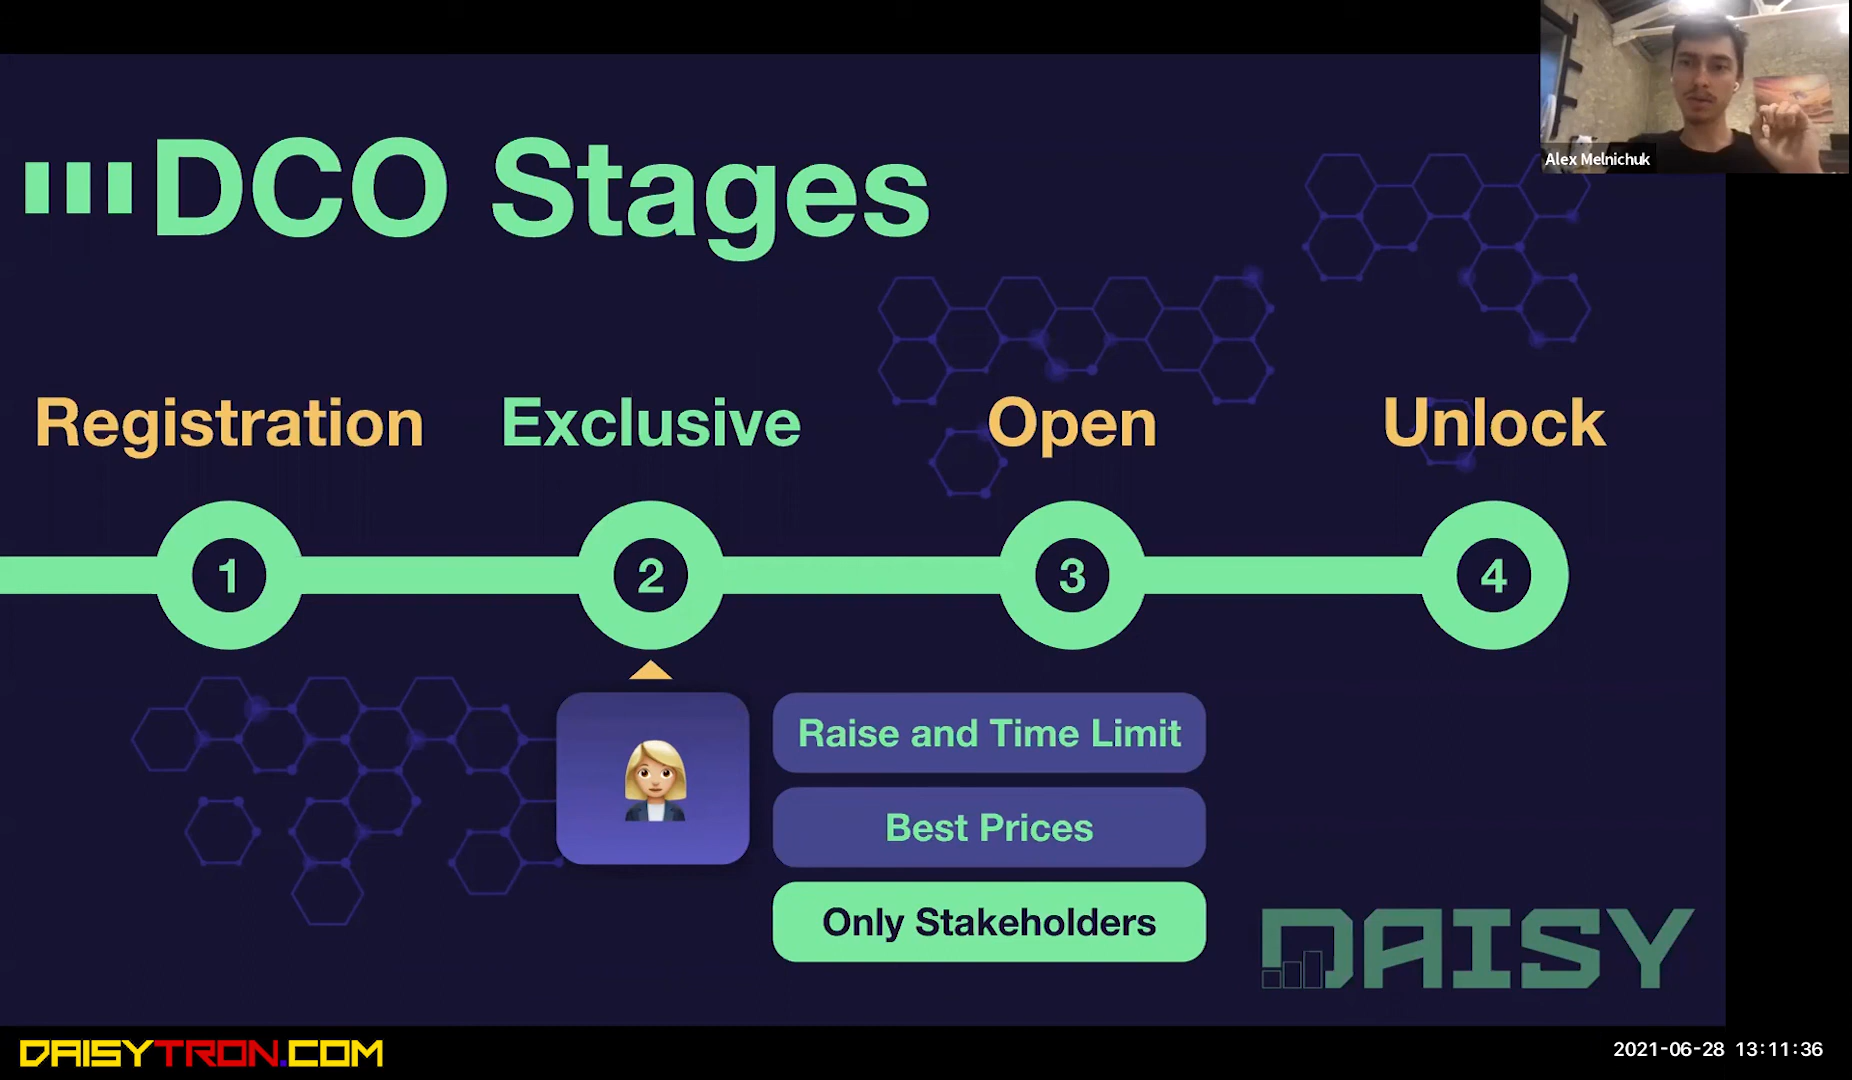 Alex Melnichuk
DCO Stages
Registration
Exclusive
Open
Unlock
1
2
3
4
Raise and Time Limit
Best Prices
Only Stakeholders
DAISY
DAISYTRON.COM
2021-06-28 13:11:36